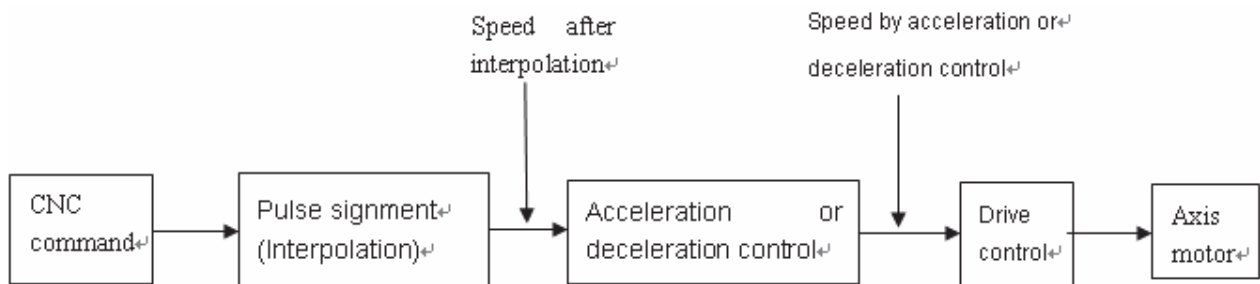 Speed after
interpolation↵
Speed by acceleration or↵
deceleration control↵
CNC
command↵
Pulse signment↵
(Interpolation)↵
Acceleration or
deceleration control↵
Drive
control↵
Axis
motor↵